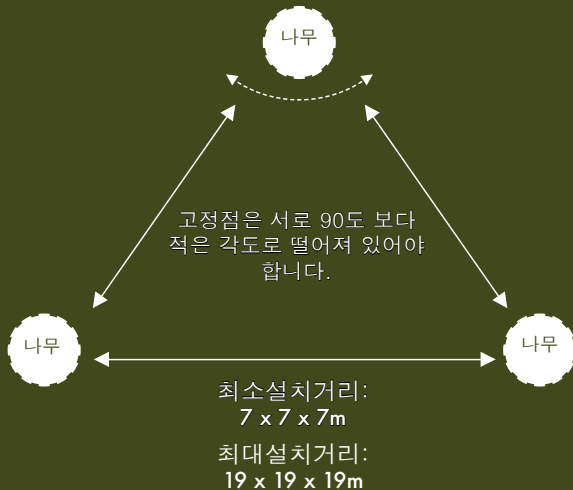 나무
고정점은 서로 90도 보다
적은 각도로 떨어져 있어야
합니다.
나무
나무
최소설치거리:
7 x 7 x 7m
최대설치거리:
19 x 19 x 19m